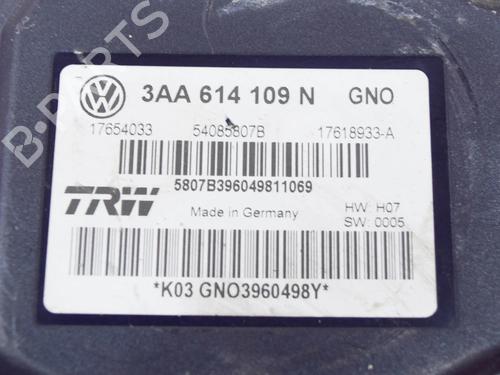 B-PARTS
3AA 614 109 N GNO
17654033 54085807B 17618933-A
5807B396049811069
TRW
Made in Germany
HW: H07
SW: 0005
*K03 GNO3960498Y*